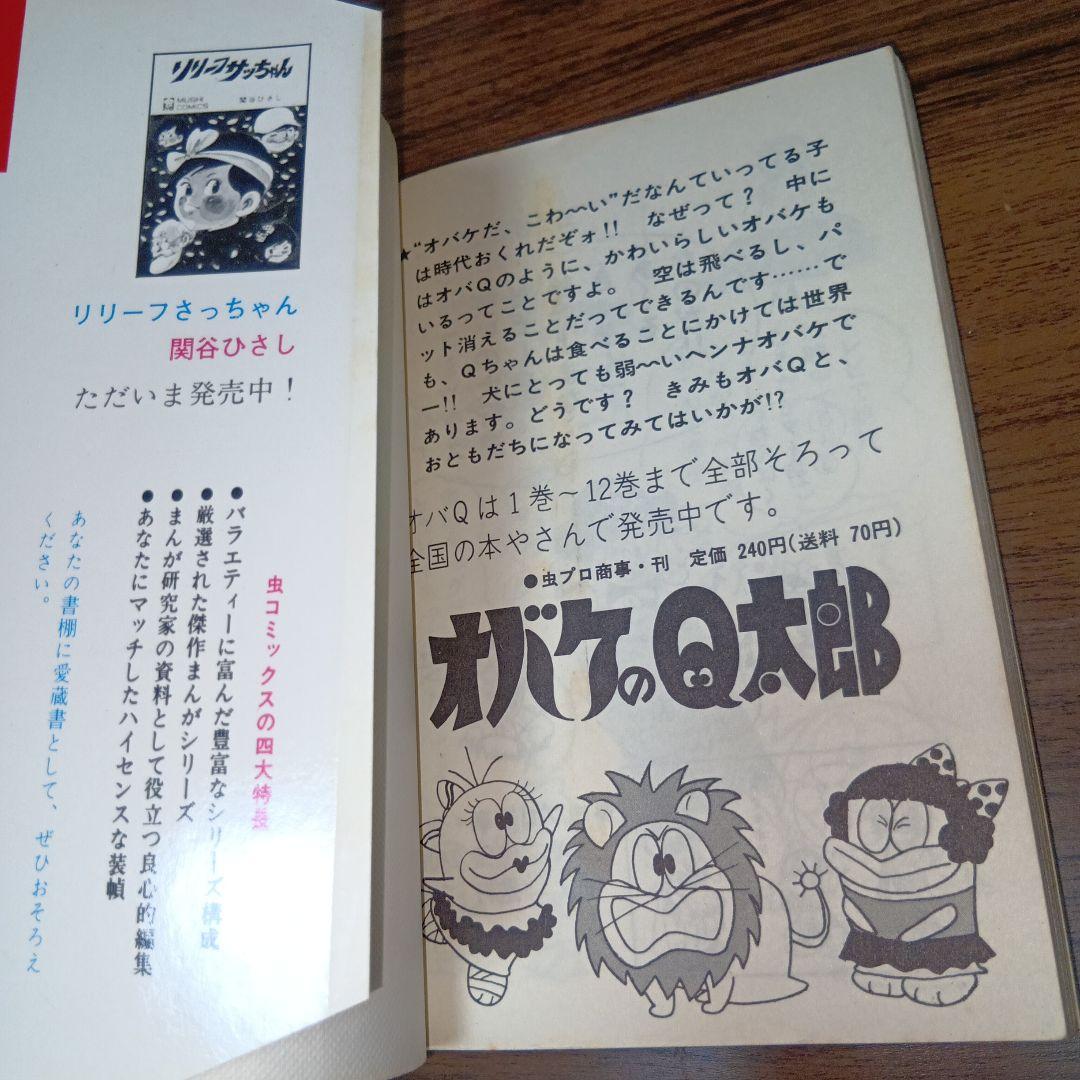 リリーフサッちゃん
MUSHI COMICS
関谷ひさし
リリーフさっちゃん
関谷ひさし
ただいま発売中！
虫コミックスの四大特長
●バラエティーに富んだ豊富なシリーズ構成
●厳選された傑作まんがシリーズ
●まんが研究家の資料として役立つ良心的編集
●あなたにマッチしたハイセンスな装幀
あなたの書棚に愛蔵書として、ぜひおそろえ
ください。
★“オバケだ、こわ〜〜い”だなんていってる子
は時代おくれだぞォ!!　なぜって？　中に
はオバQのように、かわいらしいオバケも
いるってことですよ。　空は飛べるし、パ
ット消えることだってできるんです……で
も、Qちゃんは食べることにかけては世界
一!!　犬にとっても弱〜〜いヘンナオバケで
あります。どうです？　きみもオバQと、
おともだちになってみてはいかが!?
オバQは1巻〜12巻まで全部そろって
全国の本やさんで発売中です。
●虫プロ商事・刊　定価 240円(送料 70円)
オバケのQ太郎